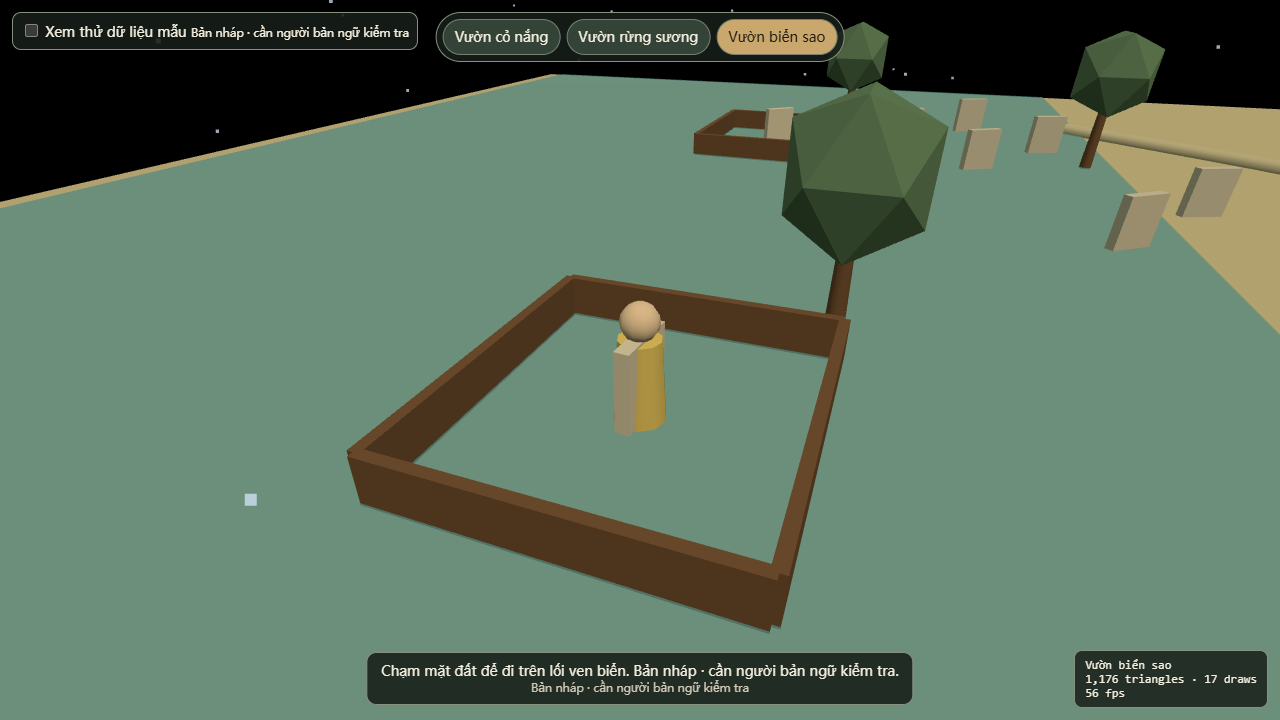 Xem thử dữ liệu mẫu Bản nháp · cần người bản ngữ kiểm tra
Vườn cỏ nắng
Vườn rừng sương
Vườn biển sao
Chạm mặt đất để đi trên lối ven biển. Bản nháp · cần người bản ngữ kiểm tra.
Bản nháp · cần người bản ngữ kiểm tra
Vườn biển sao
1,176 triangles · 17 draws
56 fps